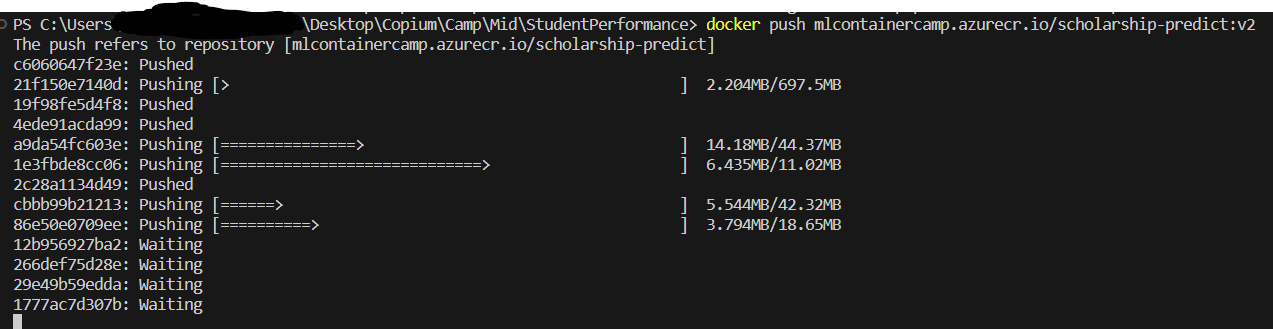 PS C:\Users\ \Desktop\Copium\Camp\Mid\StudentPerformance> docker push mlcontainercamp.azurecr.io/scholarship-predict:v2
The push refers to repository [mlcontainercamp.azurecr.io/scholarship-predict]
c6060647f23e: Pushed
21f150e7140d: Pushing [> ] 2.204MB/697.5MB
19f98fe5d4f8: Pushed
4ede91acda99: Pushed
a9da54fc603e: Pushing [===============> ] 14.18MB/44.37MB
1e3fbde8cc06: Pushing [=============================> ] 6.435MB/11.02MB
2c28a1134d49: Pushed
cbbb99b21213: Pushing [======> ] 5.544MB/42.32MB
86e50e0709ee: Pushing [==========> ] 3.794MB/18.65MB
12b956927ba2: Waiting
266def75d28e: Waiting
29e49b59edda: Waiting
1777ac7d307b: Waiting